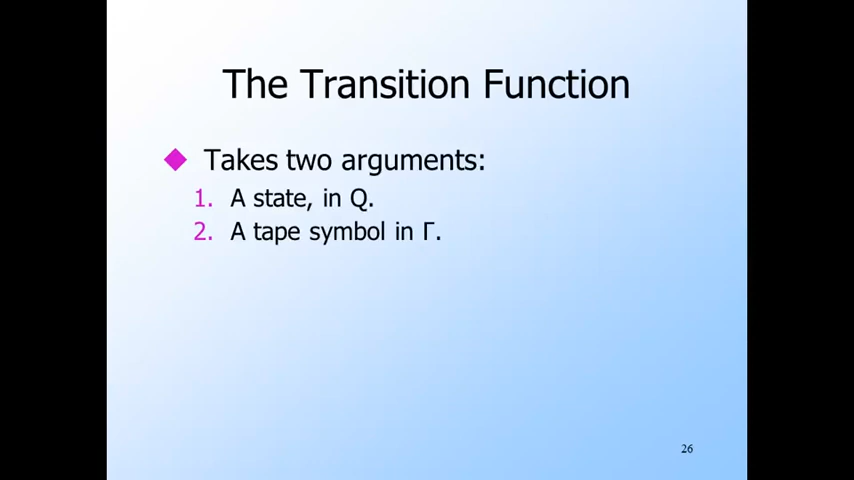 The Transition Function
Takes two arguments:
1. A state, in Q.
2. A tape symbol in Γ.
26